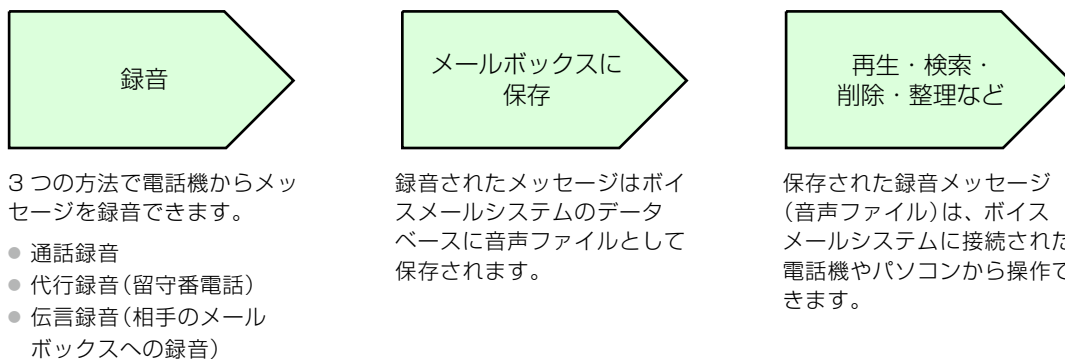 録音
3 つの方法で電話機からメッ
セージを録音できます。
● 通話録音
● 代行録音(留守番電話)
● 伝言録音(相手のメール
ボックスへの録音)
メールボックスに
保存
録音されたメッセージはボイ
スメールシステムのデータ
ベースに音声ファイルとして
保存されます。
再生・検索・
削除・整理など
保存された録音メッセージ
(音声ファイル)は、ボイス
メールシステムに接続された
電話機やパソコンから操作で
きます。